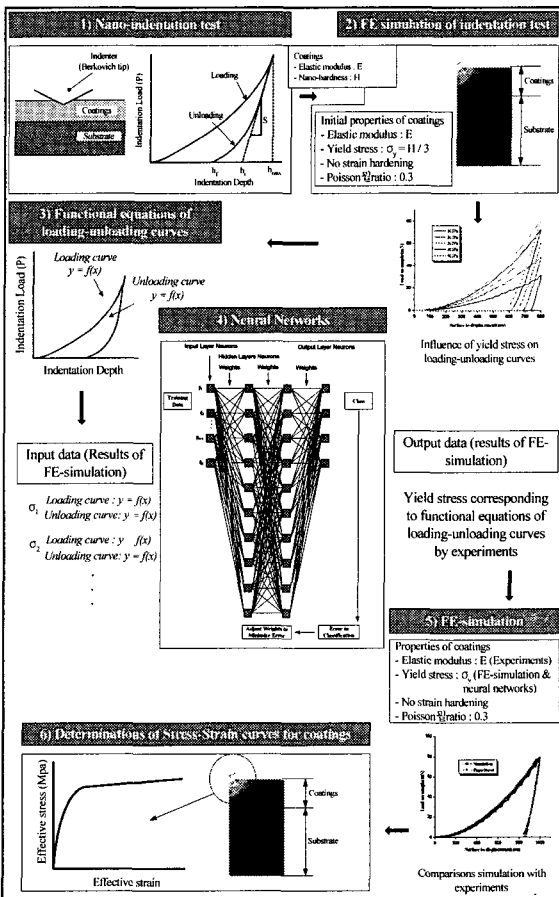 1) Nano-indentation test
Indenter
(Berkovich tip)
Coatings
Substrate
Indentation Load (P)
Loading
Unloading
S
Indentation Depth
Coatings
- Elastic modulus : E
- Nano-hardness : H
2) FE simulation of indentation test
Initial properties of coatings
- Elastic modulus : E
- Yield stress : σy = H / 3
- No strain hardening
- Poisson ratio : 0.3
Coatings
Substrate
3) Functional equations of
loading-unloading curves
Indentation Load (P)
Loading curve
y = f(x)
Unloading curve
y = f(x)
Indentation Depth
Influence of yield stress on
loading-unloading curves
4) Neural Networks
Input Layer Neurons
Hidden Layers Neurons
Output Layer Neurons
Weights
Weights
Weights
Training
Data
Class
Adjust Weights to
Minimize Error
Error in
Classification
Input data (Results of
FE-simulation)
σ1 Loading curve : y = f(x)
Unloading curve: y = f(x)
σ2 Loading curve : y f(x)
Unloading curve: y = f(x)
Output data (results of FE-
simulation)
Yield stress corresponding
to functional equations of
loading-unloading curves
by experiments
5) FE-simulation
Properties of coatings
- Elastic modulus : E (Experiments)
- Yield stress : σy (FE-simulation &
neural networks)
- No strain hardening
- Poisson ratio : 0.3
Simulation
Experiment
Comparisons simulation with
experiments
6) Determinations of Stress-Strain curves for coatings
Effective stress (Mpa)
Effective strain
Coatings
Substrate